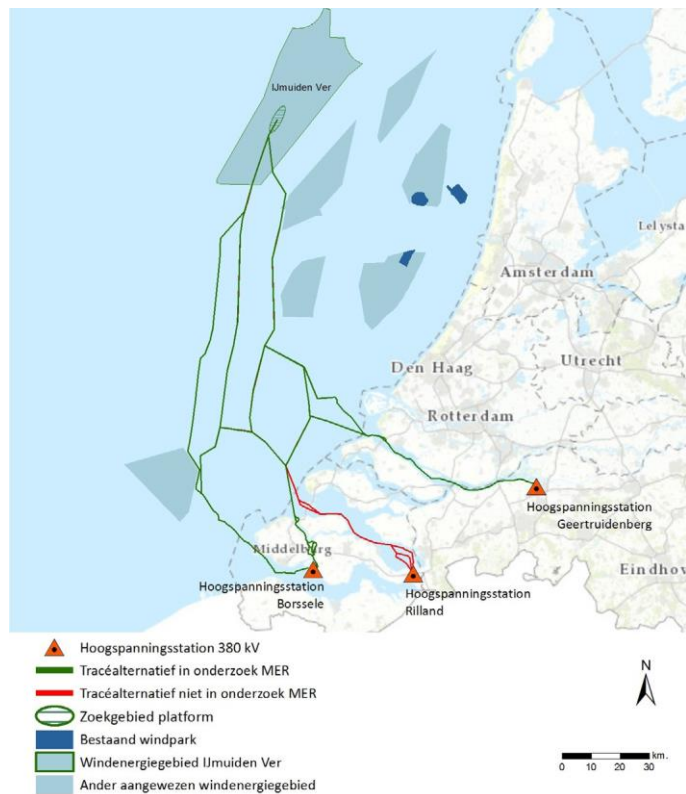 IJmuiden Ver
Lelysta
Amsterdam
Den Haag
Utrecht
Rotterdam
Hoogspanningsstation
Geertruidenberg
Middelburg
Eindhov
Hoogspanningsstation
Borssele
Hoogspanningsstation
Rilland
Hoogspanningsstation 380 kV
Tracéalternatief in onderzoek MER
Tracéalternatief niet in onderzoek MER
Zoekgebied platform
Bestaand windpark
Windenergiegebied IJmuiden Ver
Ander aangewezen windenergiegebied
N
km.
0 10 20 30